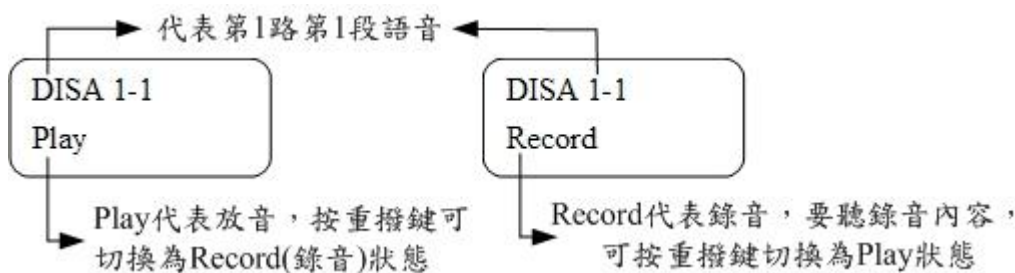 代表第1路第1段語音
DISA 1-1
Play
DISA 1-1
Record
Play代表放音，按重撥鍵可
切換為Record(錄音)狀態
Record代表錄音，要聽錄音內容，
可按重撥鍵切換為Play狀態